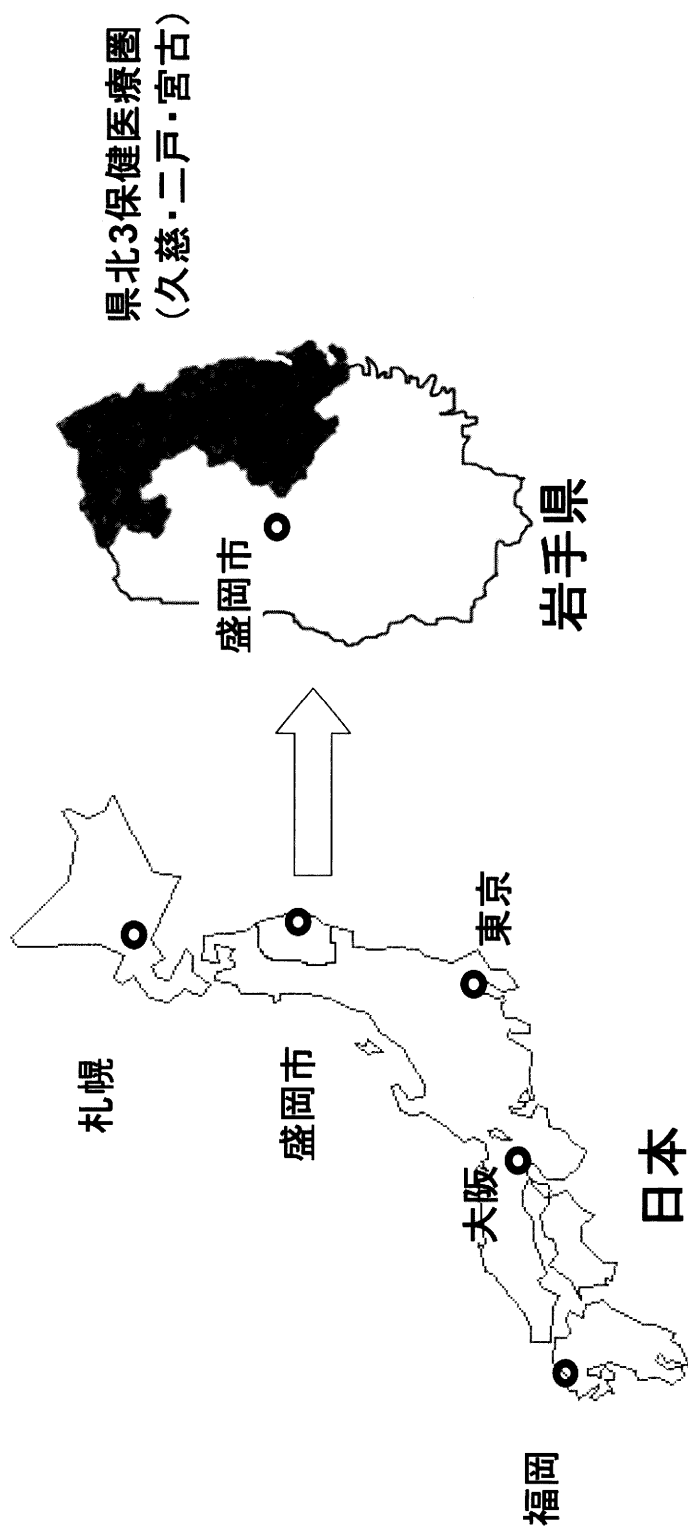 札幌
盛岡市
東京
大阪
福岡
日本
県北3保健医療圏
(久慈・二戸・宮古)
盛岡市
岩手県